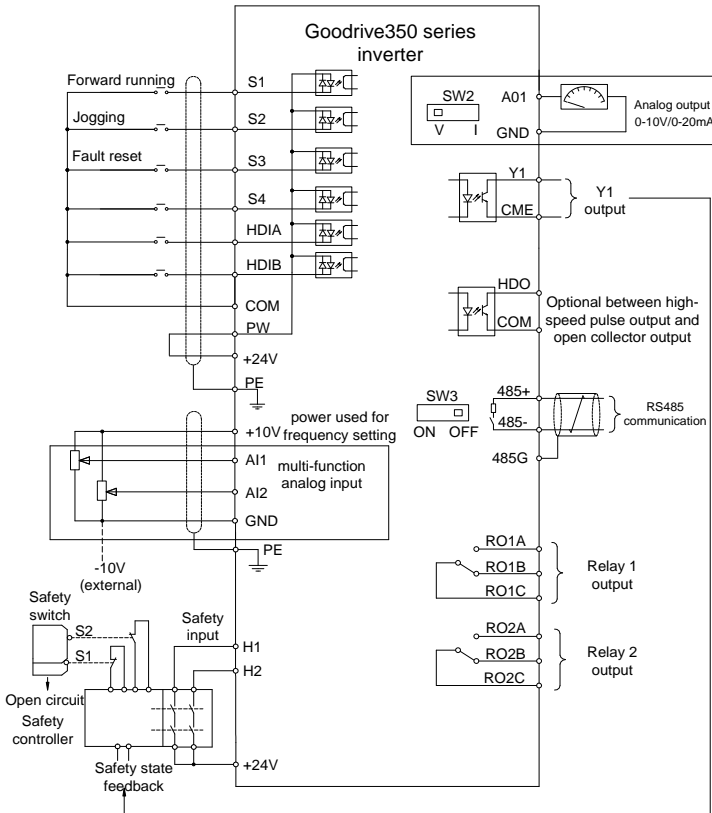 Goodrive350 series
inverter
Forward running
S1
Jogging
S2
Fault reset
S3
S4
HDIA
HDIB
COM
PW
+24V
PE
power used for
frequency setting
+10V
AI1
multi-function
analog input
AI2
GND
PE
-10V
(external)
Safety
switch
S2
S1
Open circuit
Safety
controller
Safety
input
H1
H2
+24V
Safety state
feedback
SW2
V I
A01
GND
Analog output
0-10V/0-20mA
Y1
CME
Y1
output
HDO
COM
Optional between high-
speed pulse output and
open collector output
SW3
ON OFF
485+
485-
485G
RS485
communication
RO1A
RO1B
RO1C
Relay 1
output
RO2A
RO2B
RO2C
Relay 2
output